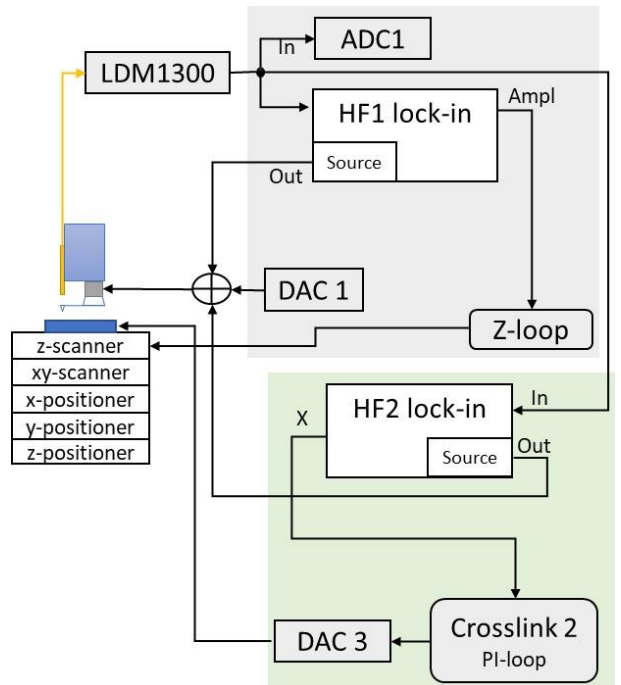 In
ADC1
LDM1300
HF1 lock-in
Ampl
Source
Out
DAC 1
Z-loop
z-scanner
xy-scanner
x-positioner
y-positioner
z-positioner
X
HF2 lock-in
In
Out
Source
Crosslink 2
PI-loop
DAC 3